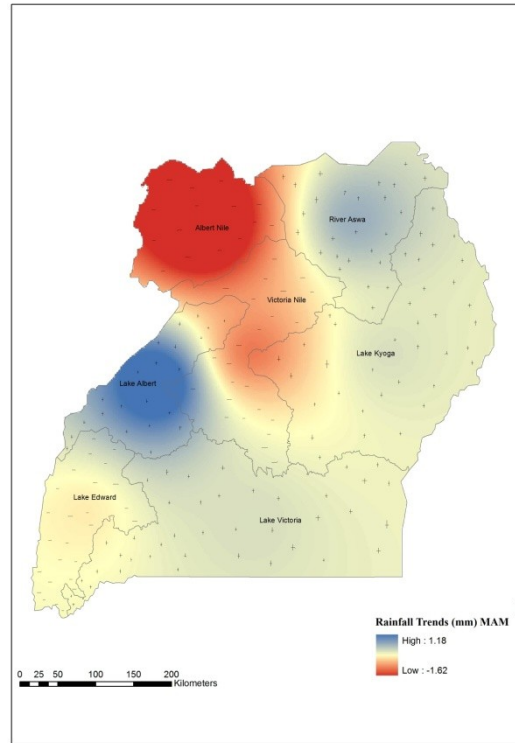 Albert Nile
River Aswa
Victoria Nile
Lake Kyoga
Lake Albert
Lake Edward
Lake Victoria
Rainfall Trends (mm) MAM
High : 1.18
Low : -1.62
0 25 50 100 150 200
Kilometers